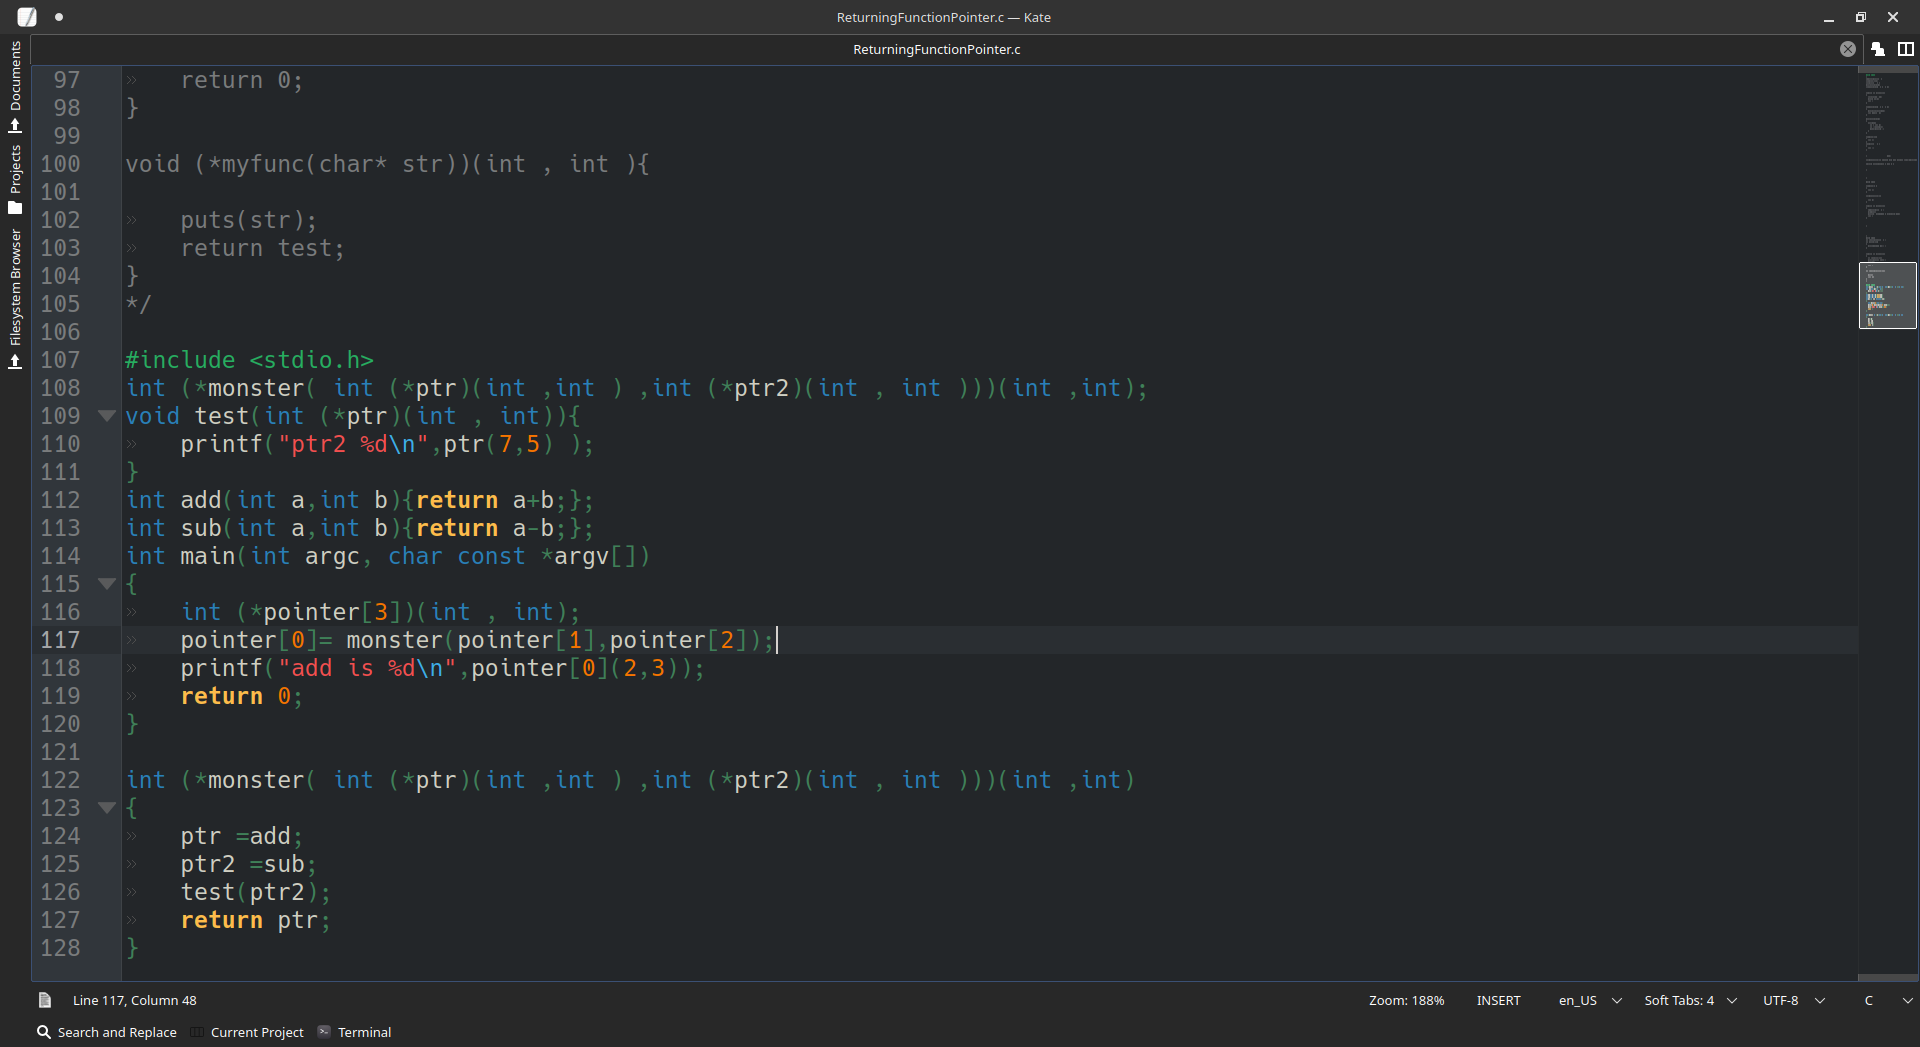 ReturningFunctionPointer.c — Kate
ReturningFunctionPointer.c
Documents
Projects
Filesystem Browser
97 » return 0;
98 }
99
100 void (*myfunc(char* str))(int , int ){
101
102 » puts(str);
103 » return test;
104 }
105 */
106
107 #include <stdio.h>
108 int (*monster( int (*ptr)(int ,int ) ,int (*ptr2)(int , int )))(int ,int);
109 void test(int (*ptr)(int , int)){
110 » printf("ptr2 %d\n",ptr(7,5) );
111 }
112 int add(int a,int b){return a+b;};
113 int sub(int a,int b){return a-b;};
114 int main(int argc, char const *argv[])
115 {
116 » int (*pointer[3])(int , int);
117 » pointer[0]= monster(pointer[1],pointer[2]);
118 » printf("add is %d\n",pointer[0](2,3));
119 » return 0;
120 }
121
122 int (*monster( int (*ptr)(int ,int ) ,int (*ptr2)(int , int )))(int ,int)
123 {
124 » ptr =add;
125 » ptr2 =sub;
126 » test(ptr2);
127 » return ptr;
128 }
Line 117, Column 48 Zoom: 188% INSERT en_US Soft Tabs: 4 UTF-8 C
Search and Replace Current Project Terminal